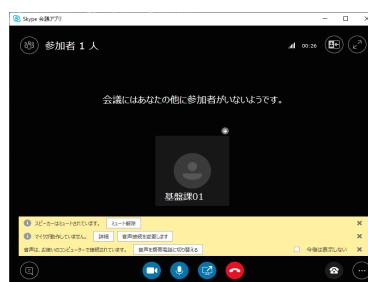 Skype 会議アプリ
参加者 1 人
00:26
会議にはあなたの他に参加者がいないようです。
基盤課01
スピーカーはミュートされています。 ミュート解除
マイクが動作していません。 詳細 音声接続を変更します
音声は、お使いのコンピューターで接続されています。 音声を携帯電話に切り替える 今後は表示しない